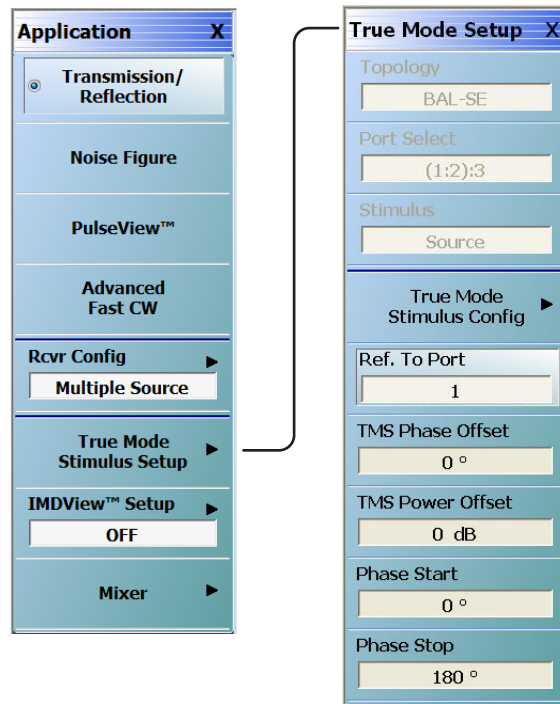 Application X
Transmission/
Reflection
Noise Figure
PulseView™
Advanced
Fast CW
Rcvr Config
Multiple Source
True Mode
Stimulus Setup
IMDView™ Setup
OFF
Mixer
True Mode Setup X
Topology
BAL-SE
Port Select
(1:2):3
Stimulus
Source
True Mode
Stimulus Config
Ref. To Port
1
TMS Phase Offset
0 °
TMS Power Offset
0 dB
Phase Start
0 °
Phase Stop
180 °